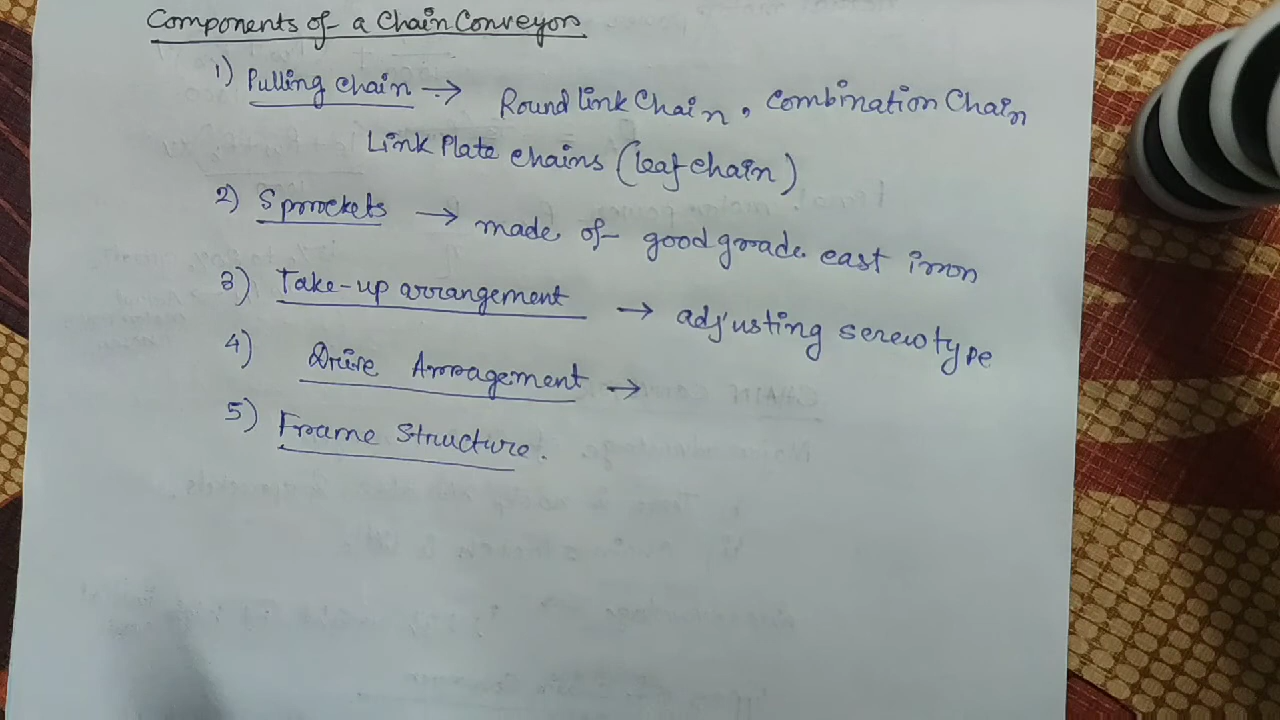 Components of a Chain Conveyor
1) Pulling chain → Round link Chain, Combination Chain
Link Plate chains (leaf chain)
2) Sprockets → made of good grade cast iron
3) Take-up arrangement → adjusting screw type
4) Drive Arragement →
5) Frame Structure.